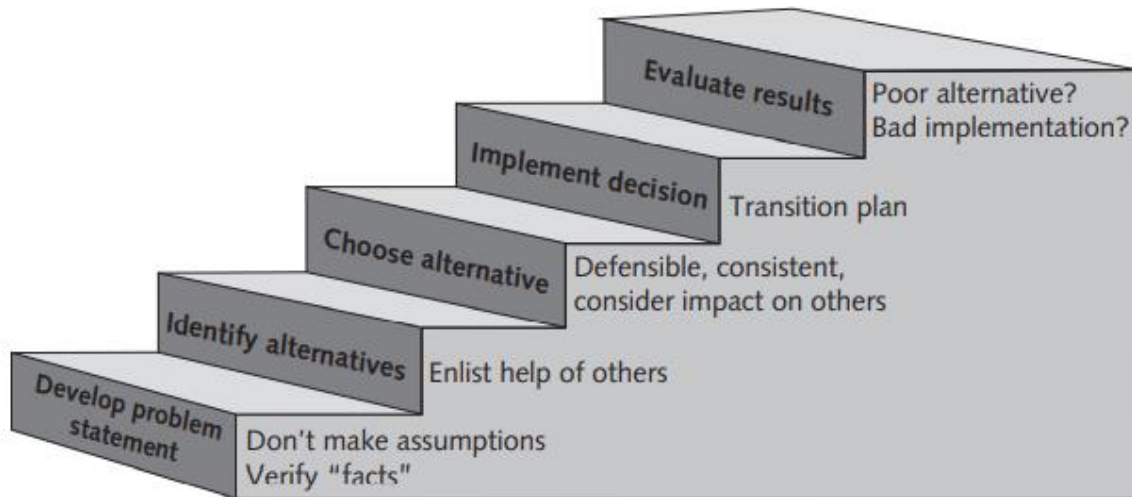 Evaluate results
Poor alternative?
Bad implementation?
Implement decision
Transition plan
Choose alternative
Defensible, consistent,
consider impact on others
Identify alternatives
Enlist help of others
Develop problem
statement
Don't make assumptions
Verify “facts”